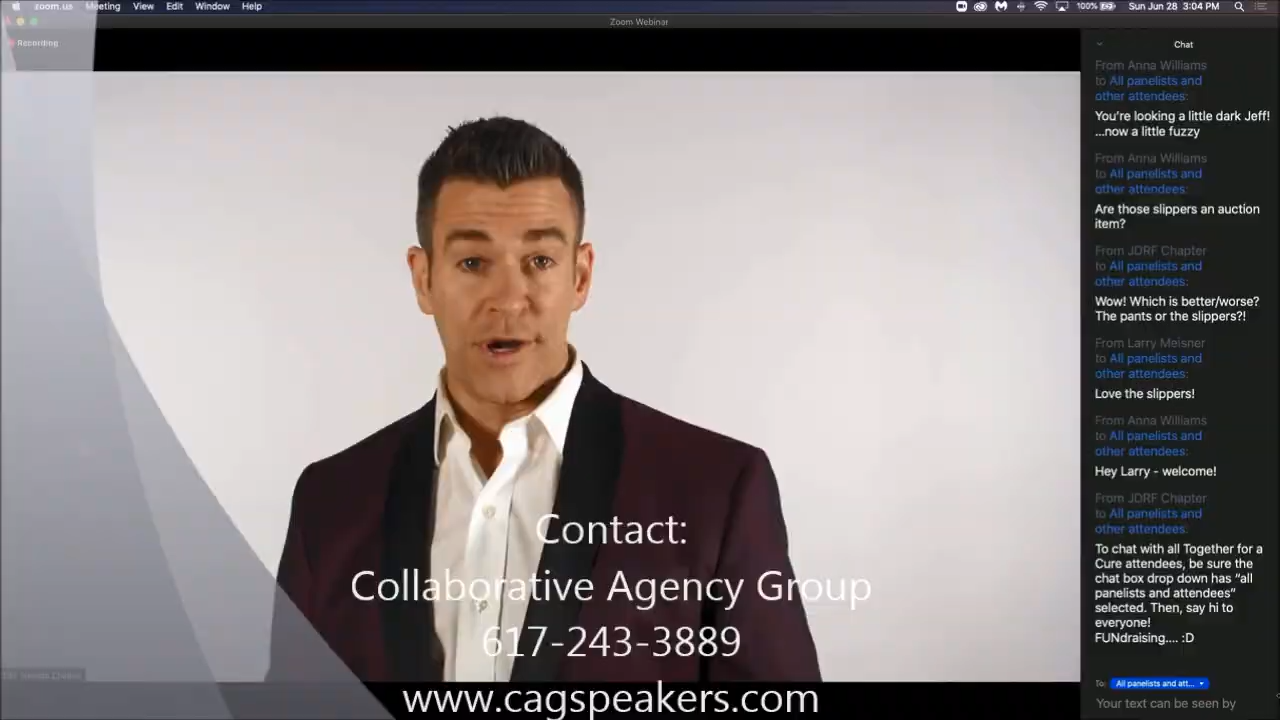 zoom.us Meeting View Edit Window Help
100% Sun Jun 28 3:04 PM
Zoom Webinar
Recording
Chat
From Anna Williams
to All panelists and
other attendees:
You're looking a little dark Jeff!
...now a little fuzzy
From Anna Williams
to All panelists and
other attendees:
Are those slippers an auction
item?
From JDRF Chapter
to All panelists and
other attendees:
Wow! Which is better/worse?
The pants or the slippers?!
From Larry Meisner
to All panelists and
other attendees:
Love the slippers!
From Anna Williams
to All panelists and
other attendees:
Hey Larry - welcome!
From JDRF Chapter
to All panelists and
other attendees:
To chat with all Together for a
Cure attendees, be sure the
chat box drop down has "all
panelists and attendees"
selected. Then, say hi to
everyone!
FUNdraising.... :D
To: All panelists and att...
Your text can be seen by
Contact:
Collaborative Agency Group
617-243-3889
www.cagspeakers.com